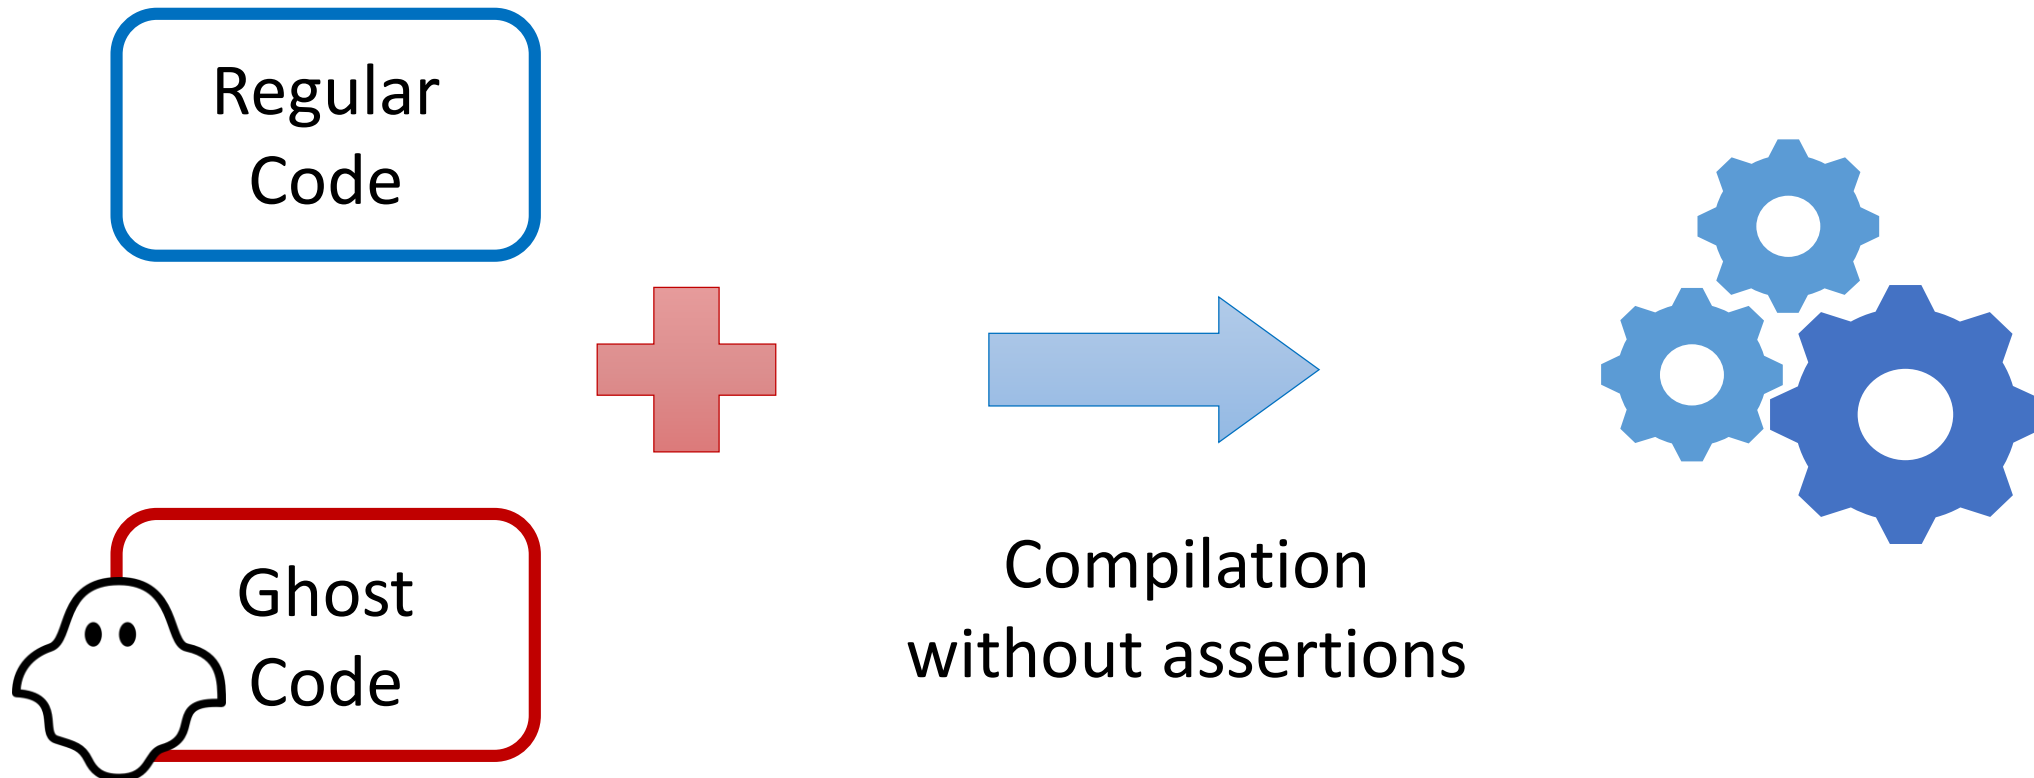 Regular
Code
Ghost
Code
Compilation
without assertions